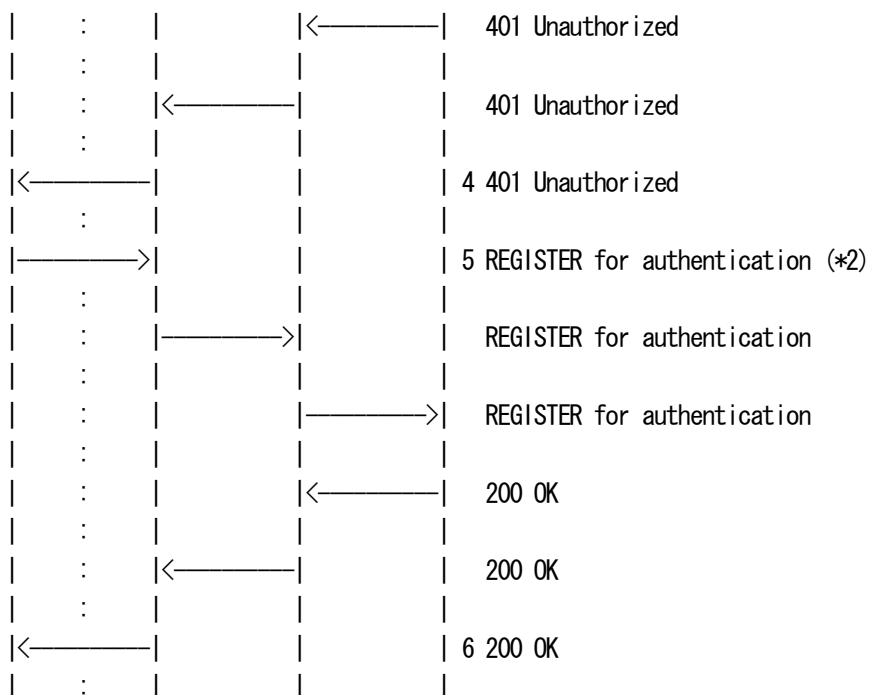 |     :     |          |<----------|  401 Unauthorized
|     :     |          |           |
|     :     |<---------|           |  401 Unauthorized
|     :     |          |           |
|<----------|          |           | 4 401 Unauthorized
|     :     |          |           |
|---------->|          |           | 5 REGISTER for authentication (*2)
|     :     |          |           |
|     :     |--------->|           |  REGISTER for authentication
|     :     |          |           |
|     :     |          |---------->|  REGISTER for authentication
|     :     |          |           |
|     :     |          |<----------|  200 OK
|     :     |          |           |
|     :     |<---------|           |  200 OK
|     :     |          |           |
|<----------|          |           | 6 200 OK
|     :     |          |           |